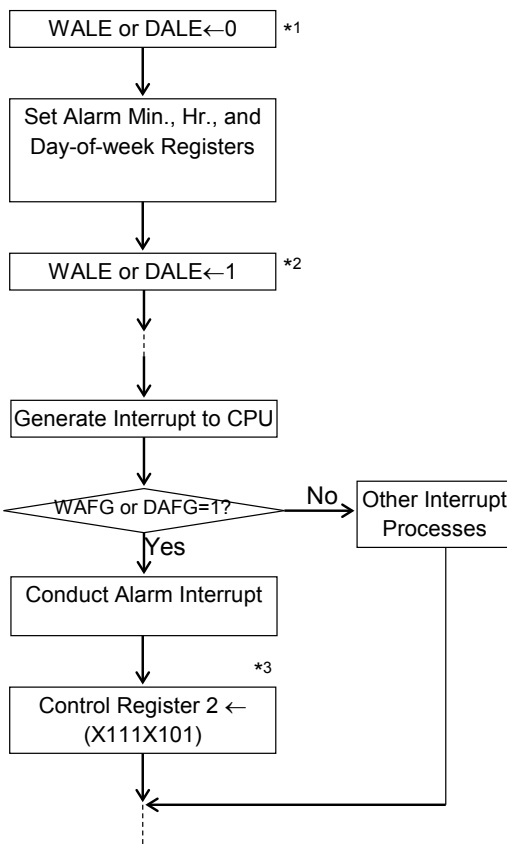 WALE or DALE←0
*1
Set Alarm Min., Hr., and
Day-of-week Registers
WALE or DALE←1
*2
Generate Interrupt to CPU
WAFG or DAFG=1?
No
Other Interrupt
Processes
Yes
Conduct Alarm Interrupt
*3
Control Register 2 ←
(X111X101)